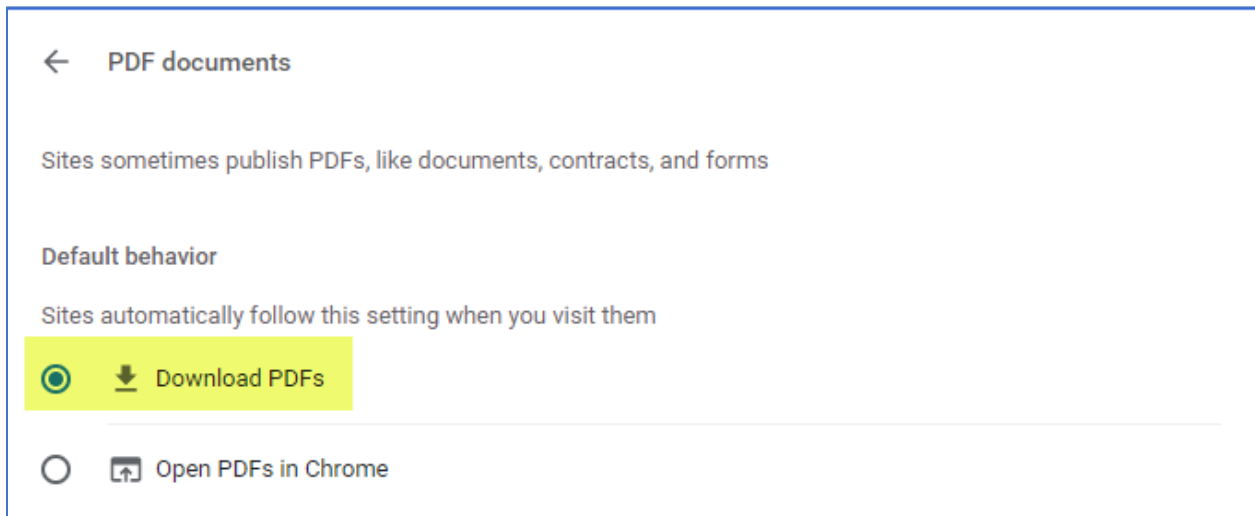 PDF documents
Sites sometimes publish PDFs, like documents, contracts, and forms
Default behavior
Sites automatically follow this setting when you visit them
Download PDFs
Open PDFs in Chrome